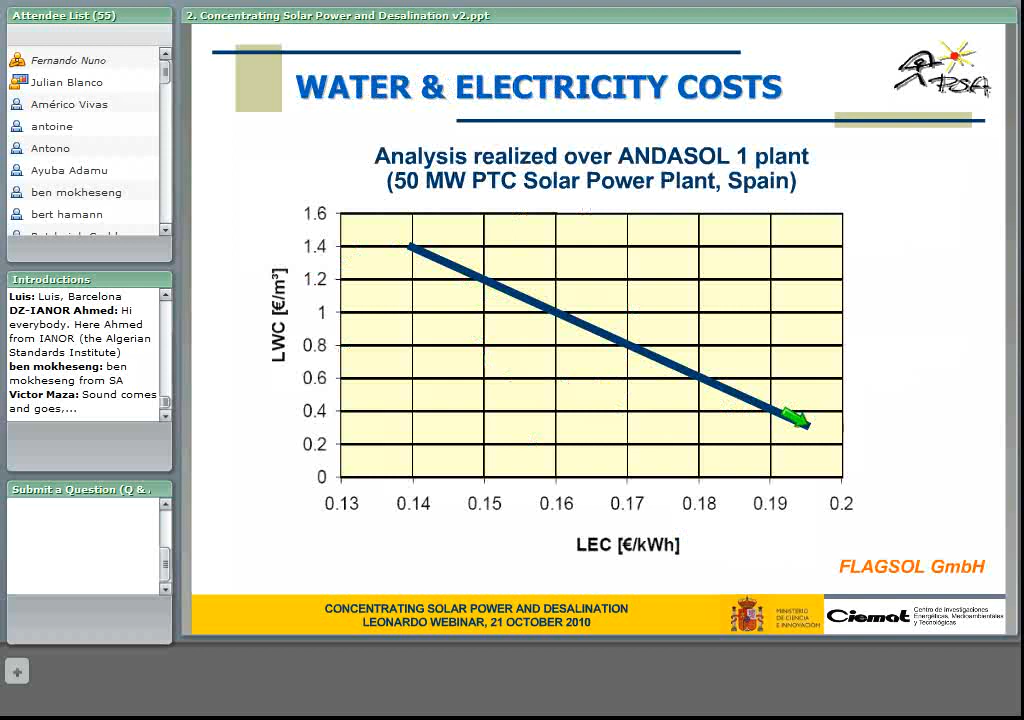 Attendee List (55)
Fernando Nuno
Julian Blanco
Américo Vivas
antoine
Antono
Ayuba Adamu
ben mokheseng
bert hamann
Introductions
Luis: Luis, Barcelona
DZ-IANOR Ahmed: Hi
everybody. Here Ahmed
from IANOR (the Algerian
Standards Institute)
ben mokheseng: ben
mokheseng from SA
Victor Maza: Sound comes
and goes,...
Submit a Question (Q & 
2. Concentrating Solar Power and Desalination v2.ppt
WATER & ELECTRICITY COSTS
PSA
Analysis realized over ANDASOL 1 plant
(50 MW PTC Solar Power Plant, Spain)
LWC [€/m³]
1.6
1.4
1.2
1
0.8
0.6
0.4
0.2
0
0.13 0.14 0.15 0.16 0.17 0.18 0.19 0.2
LEC [€/kWh]
FLAGSOL GmbH
CONCENTRATING SOLAR POWER AND DESALINATION
LEONARDO WEBINAR, 21 OCTOBER 2010
MINISTERIO
DE CIENCIA
E INNOVACIÓN
Ciemat
Centro de Investigaciones
Energéticas, Medioambientales
y Tecnológicas